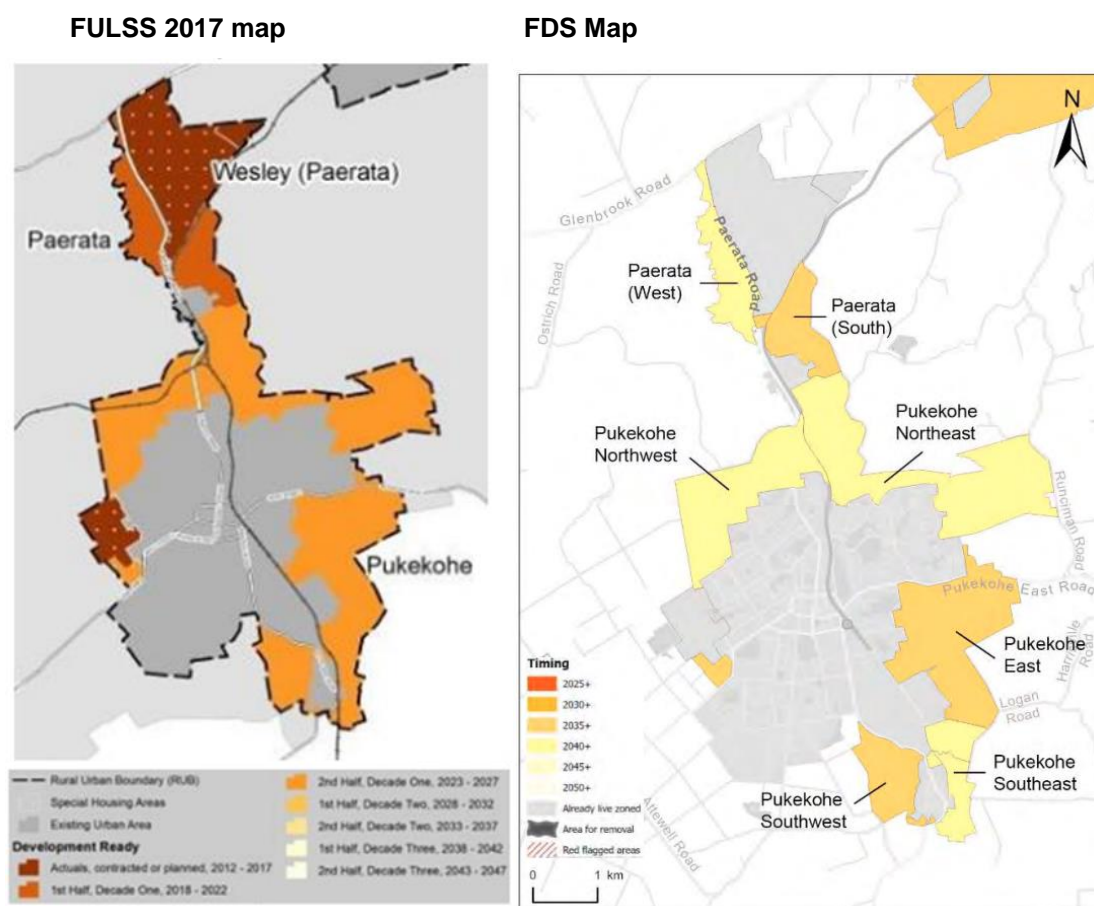 FULSS 2017 map
FDS Map
Wesley (Paerata)
Paerata
Pukekohe
Rural Urban Boundary (RUB)
Special Housing Areas
Existing Urban Area
Development Ready
Actuals, contracted or planned, 2012 - 2017
1st Half, Decade One, 2018 - 2022
2nd Half, Decade One, 2023 - 2027
1st Half, Decade Two, 2028 - 2032
2nd Half, Decade Two, 2033 - 2037
1st Half, Decade Three, 2038 - 2042
2nd Half, Decade Three, 2043 - 2047
N
Glenbrook Road
Ostrich Road
Paerata Road
Paerata
(West)
Paerata
(South)
Pukekohe
Northwest
Pukekohe
Northeast
Runciman Road
Pukekohe East Road
Pukekohe
East
Road
Logan
Road
Pukekohe
Southeast
Pukekohe
Southwest
Attewell Road
Timing
2025+
2030+
2035+
2040+
2045+
2050+
Already live zoned
Area for removal
Red flagged areas
0 1 km